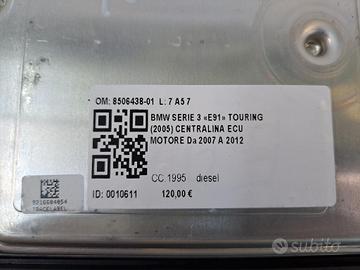 OM: 8506438-01 L: 7 A5 7
BMW SERIE 3 «E91» TOURING
(2005) CENTRALINA ECU
MOTORE Da 2007 A 2012
CC 1995 diesel
ID: 0010611 120,00 €
9216684054
TRACELABEL
subito